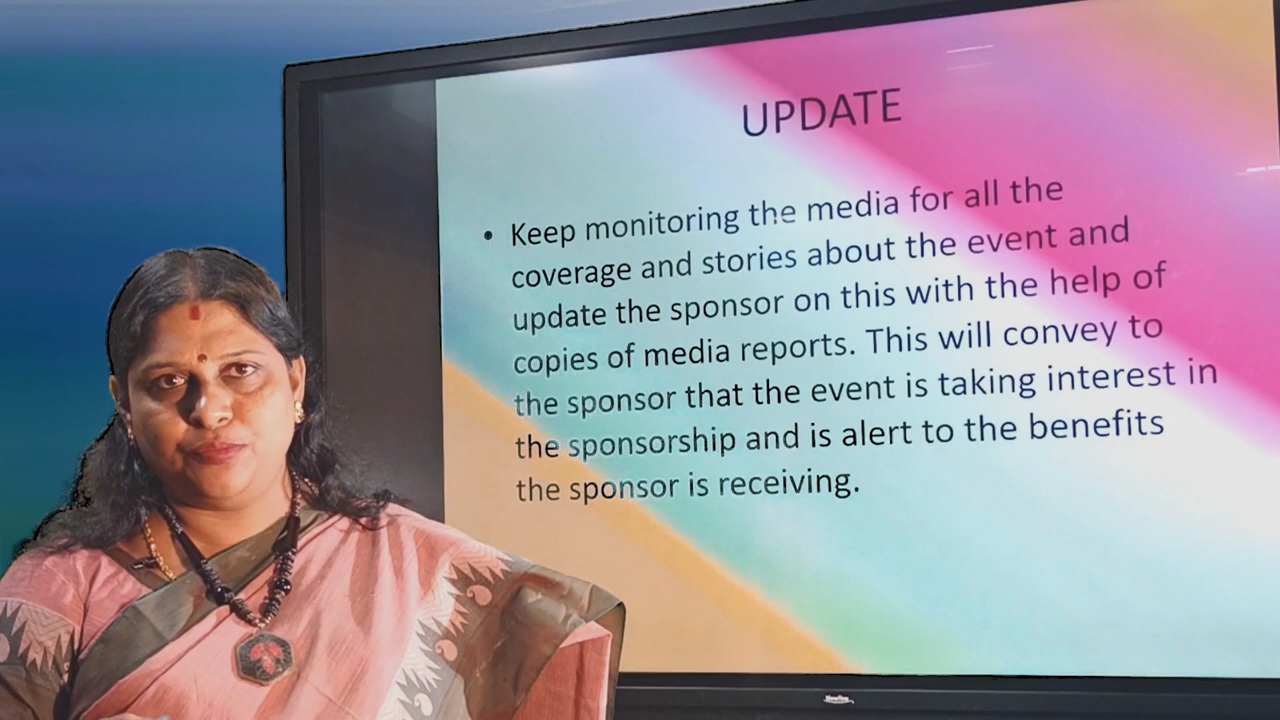 UPDATE
• Keep monitoring the media for all the
coverage and stories about the event and
update the sponsor on this with the help of
copies of media reports. This will convey to
the sponsor that the event is taking interest in
the sponsorship and is alert to the benefits
the sponsor is receiving.